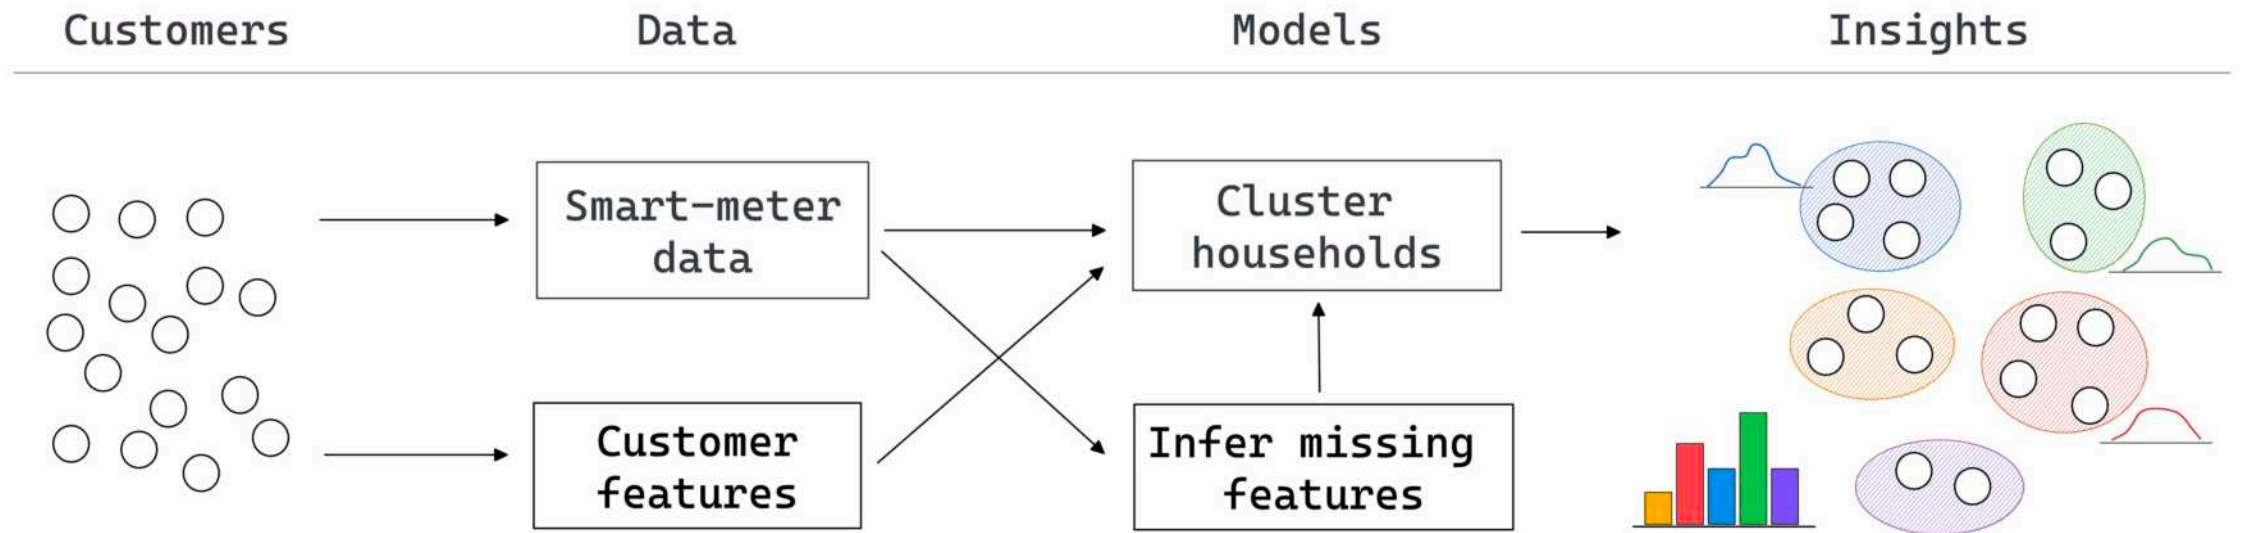 Customers
Data
Models
Insights
Smart-meter
data
Cluster
households
Customer
features
Infer missing
features